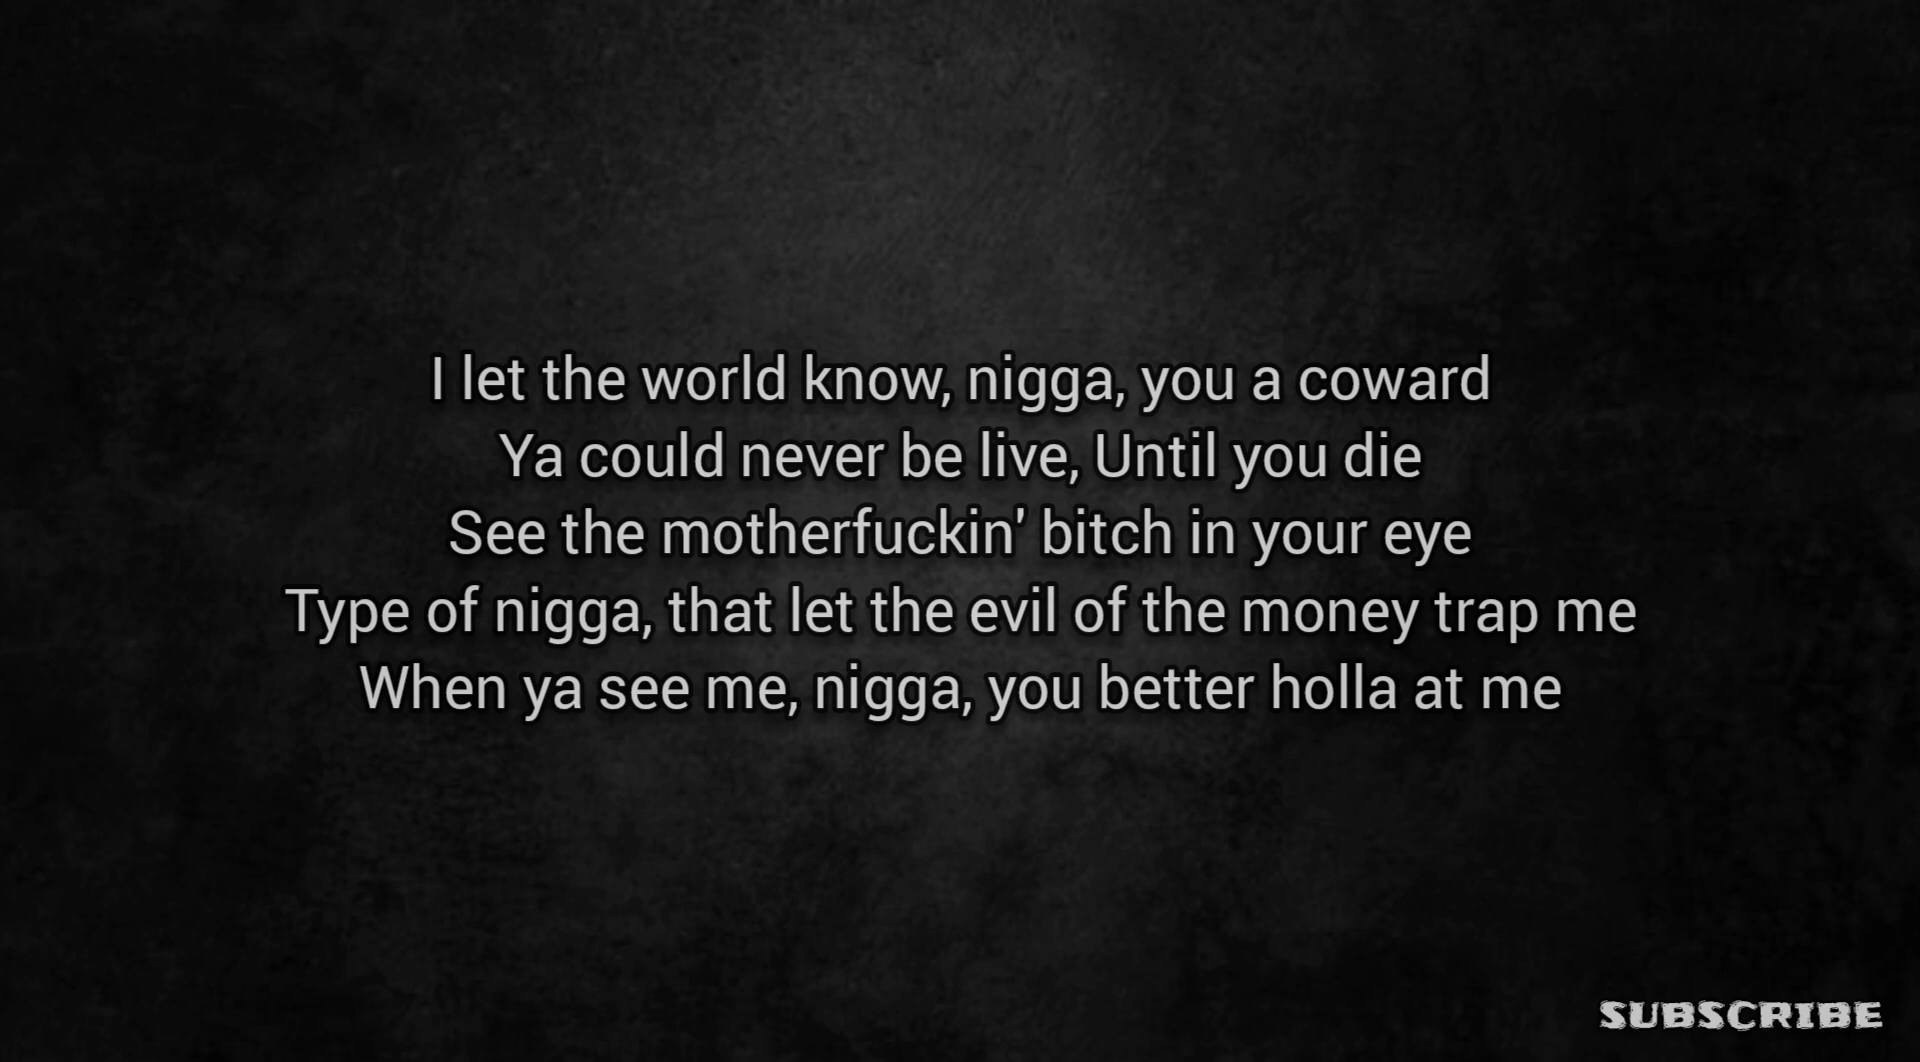 I let the world know, nigga, you a coward
Ya could never be live, Until you die
See the motherfuckin' bitch in your eye
Type of nigga, that let the evil of the money trap me
When ya see me, nigga, you better holla at me
SUBSCRIBE